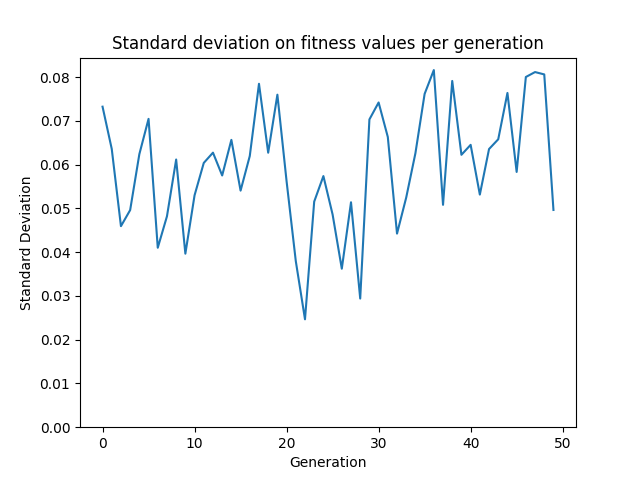 Standard deviation on fitness values per generation
0.08
0.07
0.06
0.05
0.04
0.03
0.02
0.01
0.00
Standard Deviation
0 10 20 30 40 50
Generation